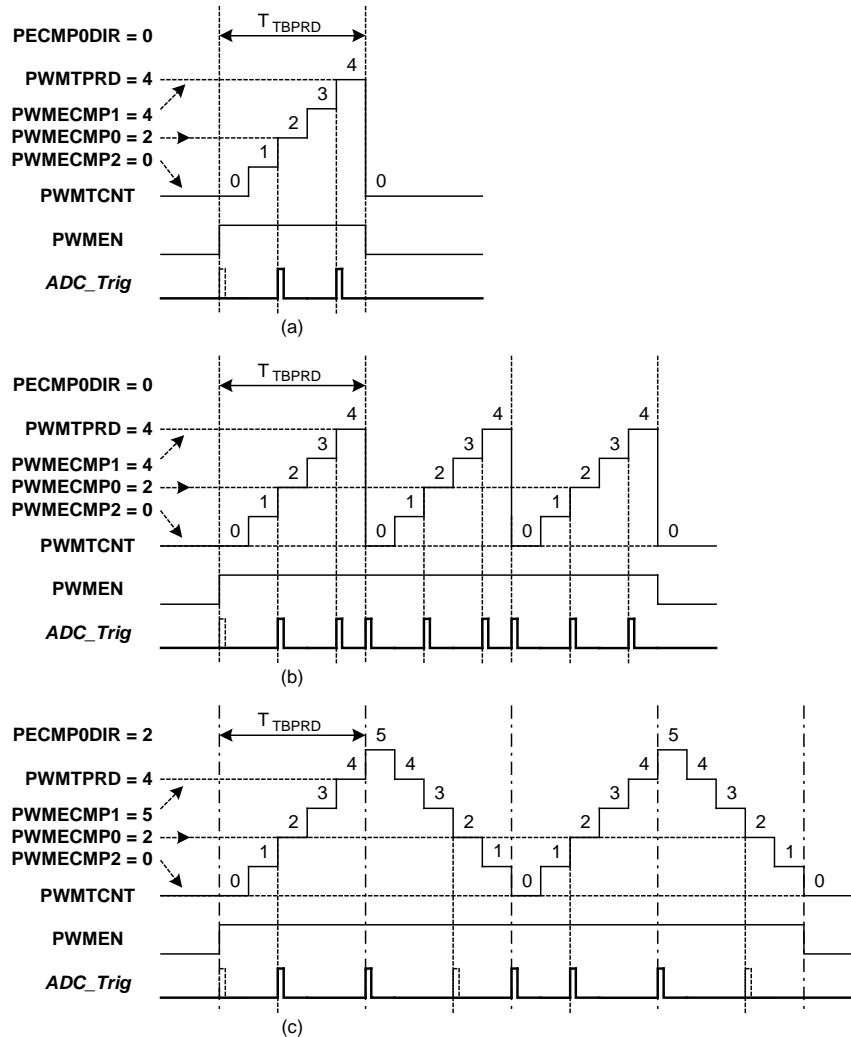 PECMP0DIR = 0
T TBPRD
PWMTPRD = 4
4
PWMECMP1 = 4
3
PWMECMP0 = 2
2
PWMECMP2 = 0
1
PWMTCNT
0 0
PWMEN
ADC_Trig
(a)
PECMP0DIR = 0
T TBPRD
PWMTPRD = 4
4 4 4
PWMECMP1 = 4
3 3 3
PWMECMP0 = 2
2 2 2
PWMECMP2 = 0
1 1 1
PWMTCNT
0 0 0 0
PWMEN
ADC_Trig
(b)
PECMP0DIR = 2
T TBPRD
5 5
PWMTPRD = 4
4 4 4 4
PWMECMP1 = 5
3 3 3 3
PWMECMP0 = 2
2 2 2 2
PWMECMP2 = 0
1 1 1 1
PWMTCNT
0 0 0
PWMEN
ADC_Trig
(c)